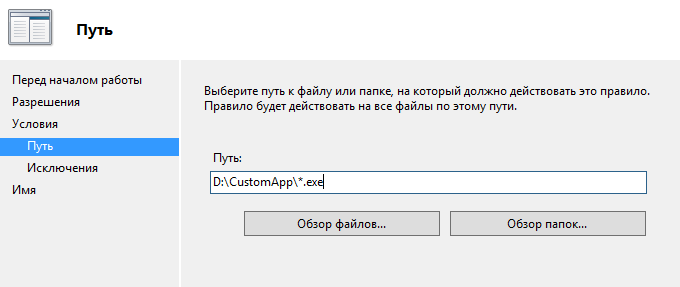 Путь
Перед началом работы
Разрешения
Условия
Путь
Исключения
Имя
Выберите путь к файлу или папке, на который должно действовать это правило.
Правило будет действовать на все файлы по этому пути.
Путь:
D:\CustomApp\*.exe
Обзор файлов...
Обзор папок...